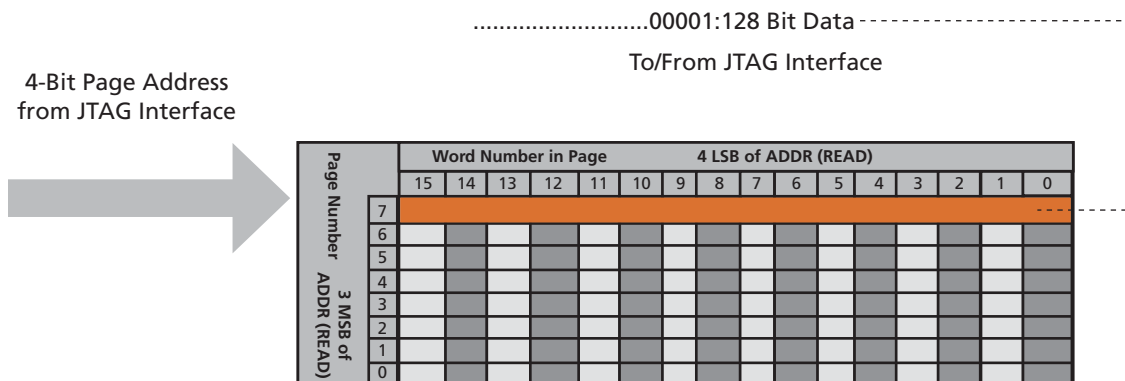 ..........................00001:128 Bit Data
To/From JTAG Interface
4-Bit Page Address
from JTAG Interface
Page Number
3 MSB of
ADDR (READ)
Word Number in Page 4 LSB of ADDR (READ)
15 14 13 12 11 10 9 8 7 6 5 4 3 2 1 0
7
6
5
4
3
2
1
0